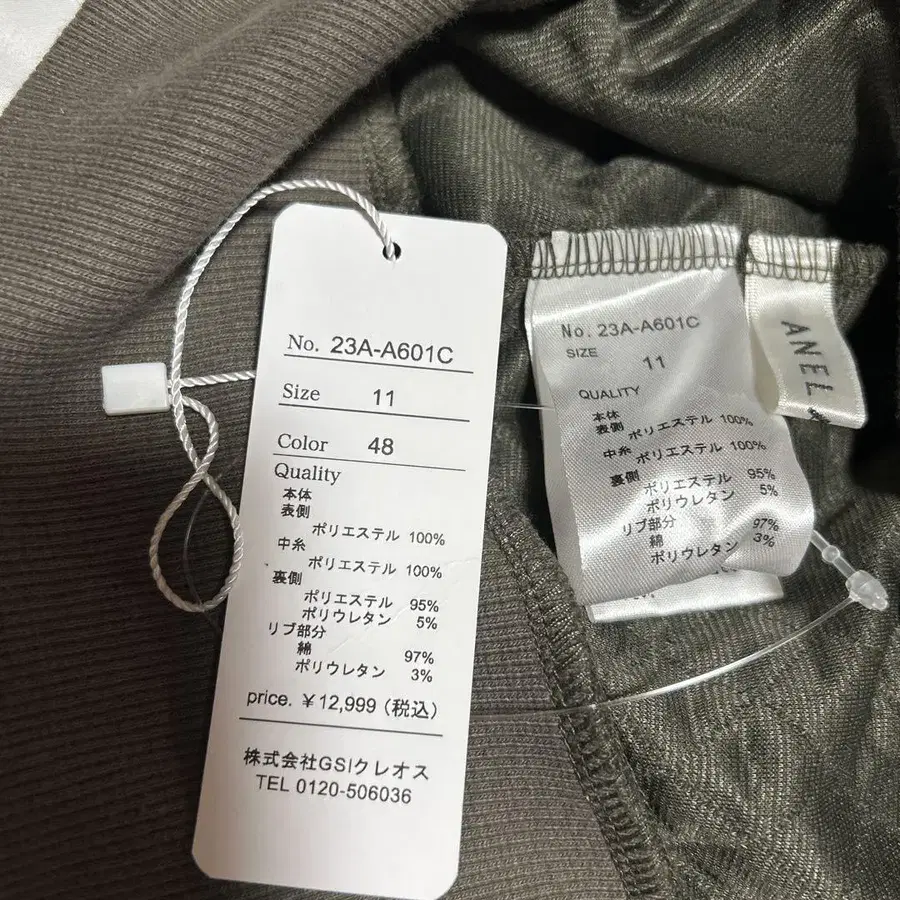 No. 23A-A601C
Size 11
Color 48
Quality
本体
表側
ポリエステル 100%
中糸
ポリエステル 100%
裏側
ポリエステル 95%
ポリウレタン 5%
リブ部分
綿 97%
ポリウレタン 3%
price. ¥12,999（税込）
株式会社GSIクレオス
TEL 0120-506036
No. 23A-A601C
SIZE
11
QUALITY
本体
表側 ポリエステル 100%
中糸 ポリエステル 100%
裏側
ポリエステル 95%
ポリウレタン 5%
リブ部分
綿 97%
ポリウレタン 3%
ANEL